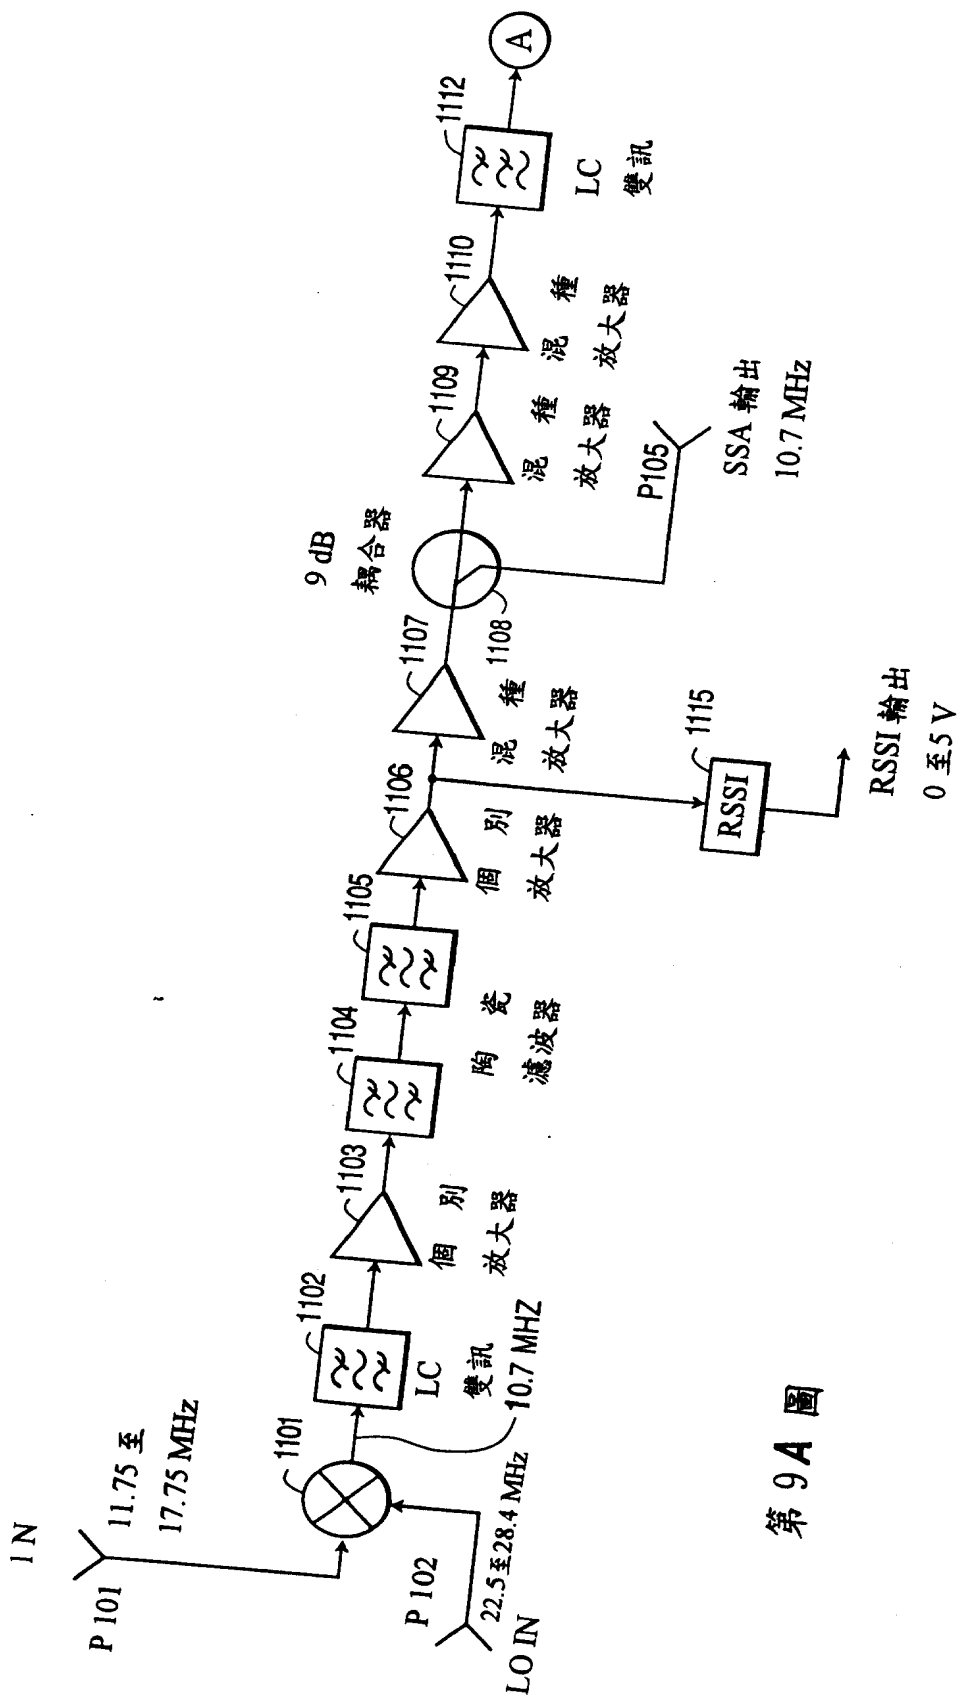 1 N
P 101
11.75 至
17.75 MHz
1101
P 102
LO IN
22.5至28.4 MHz
10.7 MHZ
1102
LC
雙訊
1103
個別
放大器
1104
1105
陶瓷
濾波器
1106
個別
放大器
1107
混種
放大器
1115
RSSI
RSSI 輸出
0 至5 V
9 dB
耦合器
1108
P105
SSA 輸出
10.7 MHz
1109
混種
放大器
1110
混種
放大器
1112
LC
雙訊
A
第 9A 圖